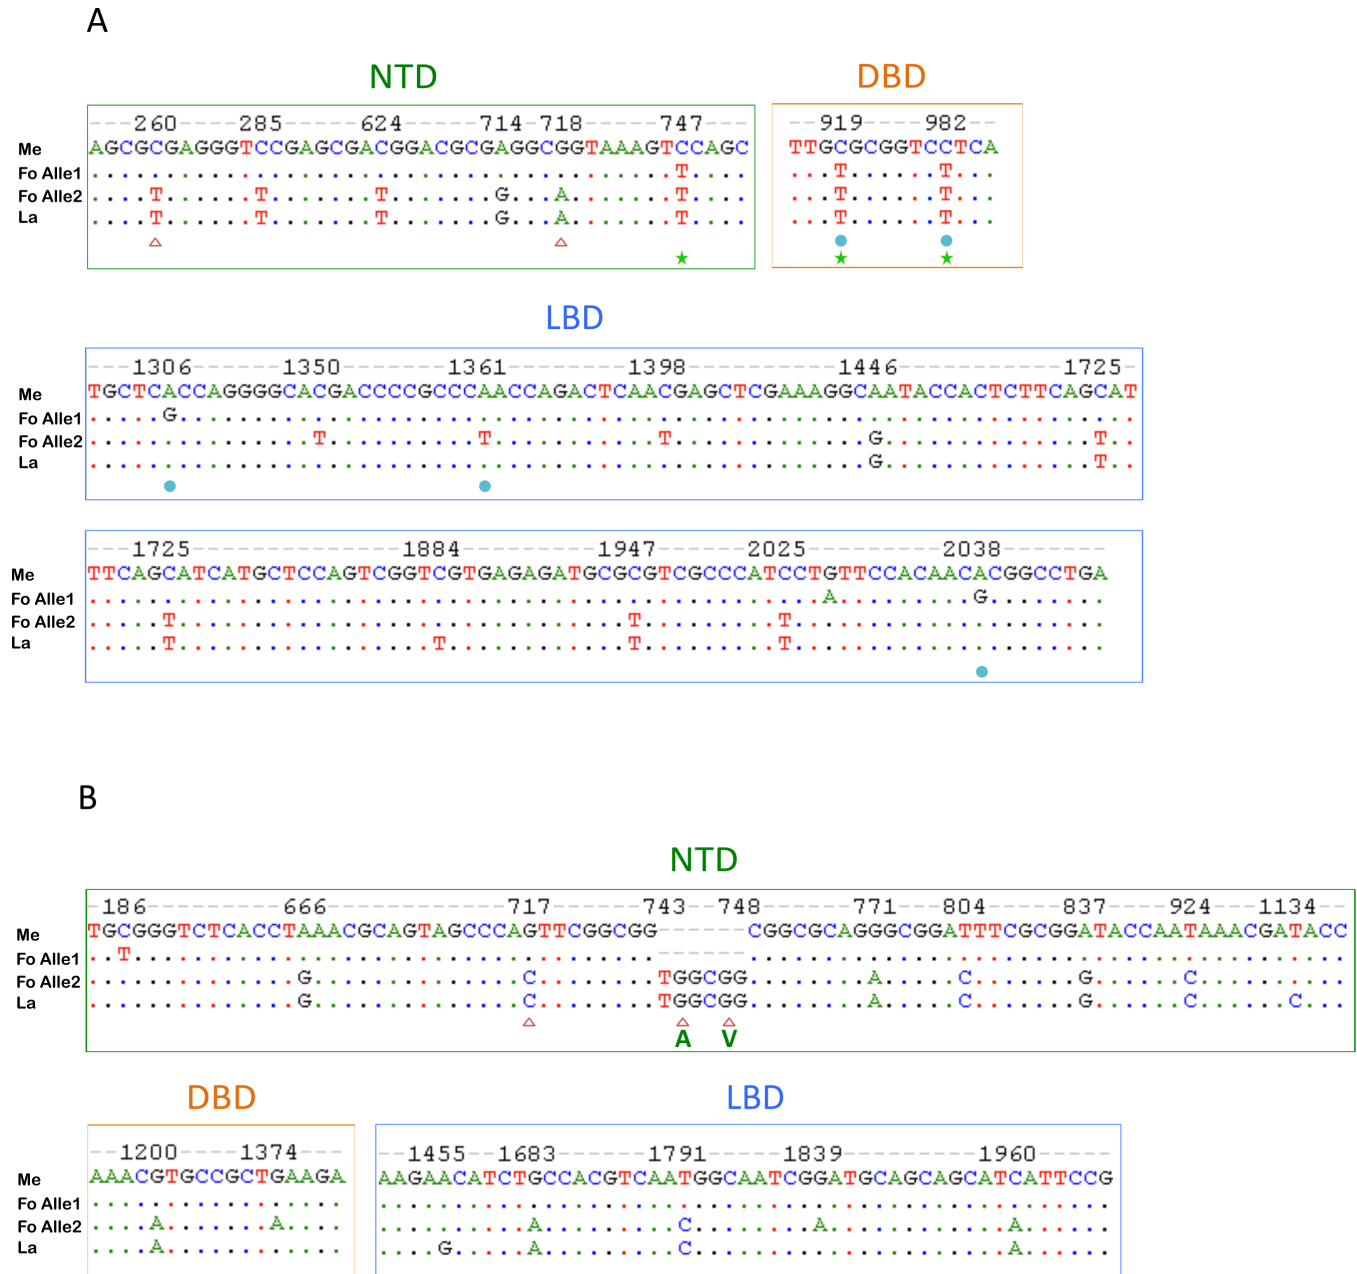 A
NTD
---260----285-----624-----714-718-----747---
Me AGCGCGAGGGTCCGAGCGACGGACGCGAGGCGGTAAAGTCCAGC
Fo Alle1 .......................................T....
Fo Alle2 ....T......T.......T.......G...A.......T....
La ....T......T.......T.......G...A.......T....
DBD
--919----982--
TTGCGCGGTCCTCA
...T......T...
...T......T...
...T......T...
LBD
---1306------1350-------1361--------1398----------1446-----------1725-
Me TGCTCACCAGGGGCACGACCCCGCCCAACCAGACTCAACGAGCTCGAAAGGCAATACCACTCTTCAGCAT
Fo Alle1 .....G................................................................
Fo Alle2 ...............T..........T...........T.............G..............T..
La ....................................................G..............T..
---1725--------------1884---------1947------2025---------2038-------
Me TTCAGCATCATGCTCCAGTCGGTCGTGAGAGATGCGCGTCGCCCATCCTGTTCCACAACACGGCCTGA
Fo Alle1 .................................................A.........G........
Fo Alle2 .....T..............................T.........T.....................
La .....T.................T............T.........T.....................
B
NTD
-186---------666------------717-----743--748------771---804-----837----924---1134--
Me TGCGGGTCTCACCTAAACGCAGTAGCCCAGTTCGGCGG------CGGCGCAGGGCGGATTTCGCGGATACCAATAAACGATACC
Fo Alle1 ..T...................................------........................................
Fo Alle2 ..............G..............C........TGGCGG........A.....C.......G......C..........
La ..............G..............C........TGGCGG........A.....C.......G......C......C...
A V
DBD
--1200----1374---
Me AAACGTGCCGCTGAAGA
Fo Alle1 .................
Fo Alle2 ....A.......A....
La ....A............
LBD
--1455--1683------1791-----1839---------1960-----
AAGAACATCTGCCACGTCAATGGCAATCGGATGCAGCAGCATCATTCCG
.................................................
..........A.........C........A............A......
....G.....A.........C.....................A......